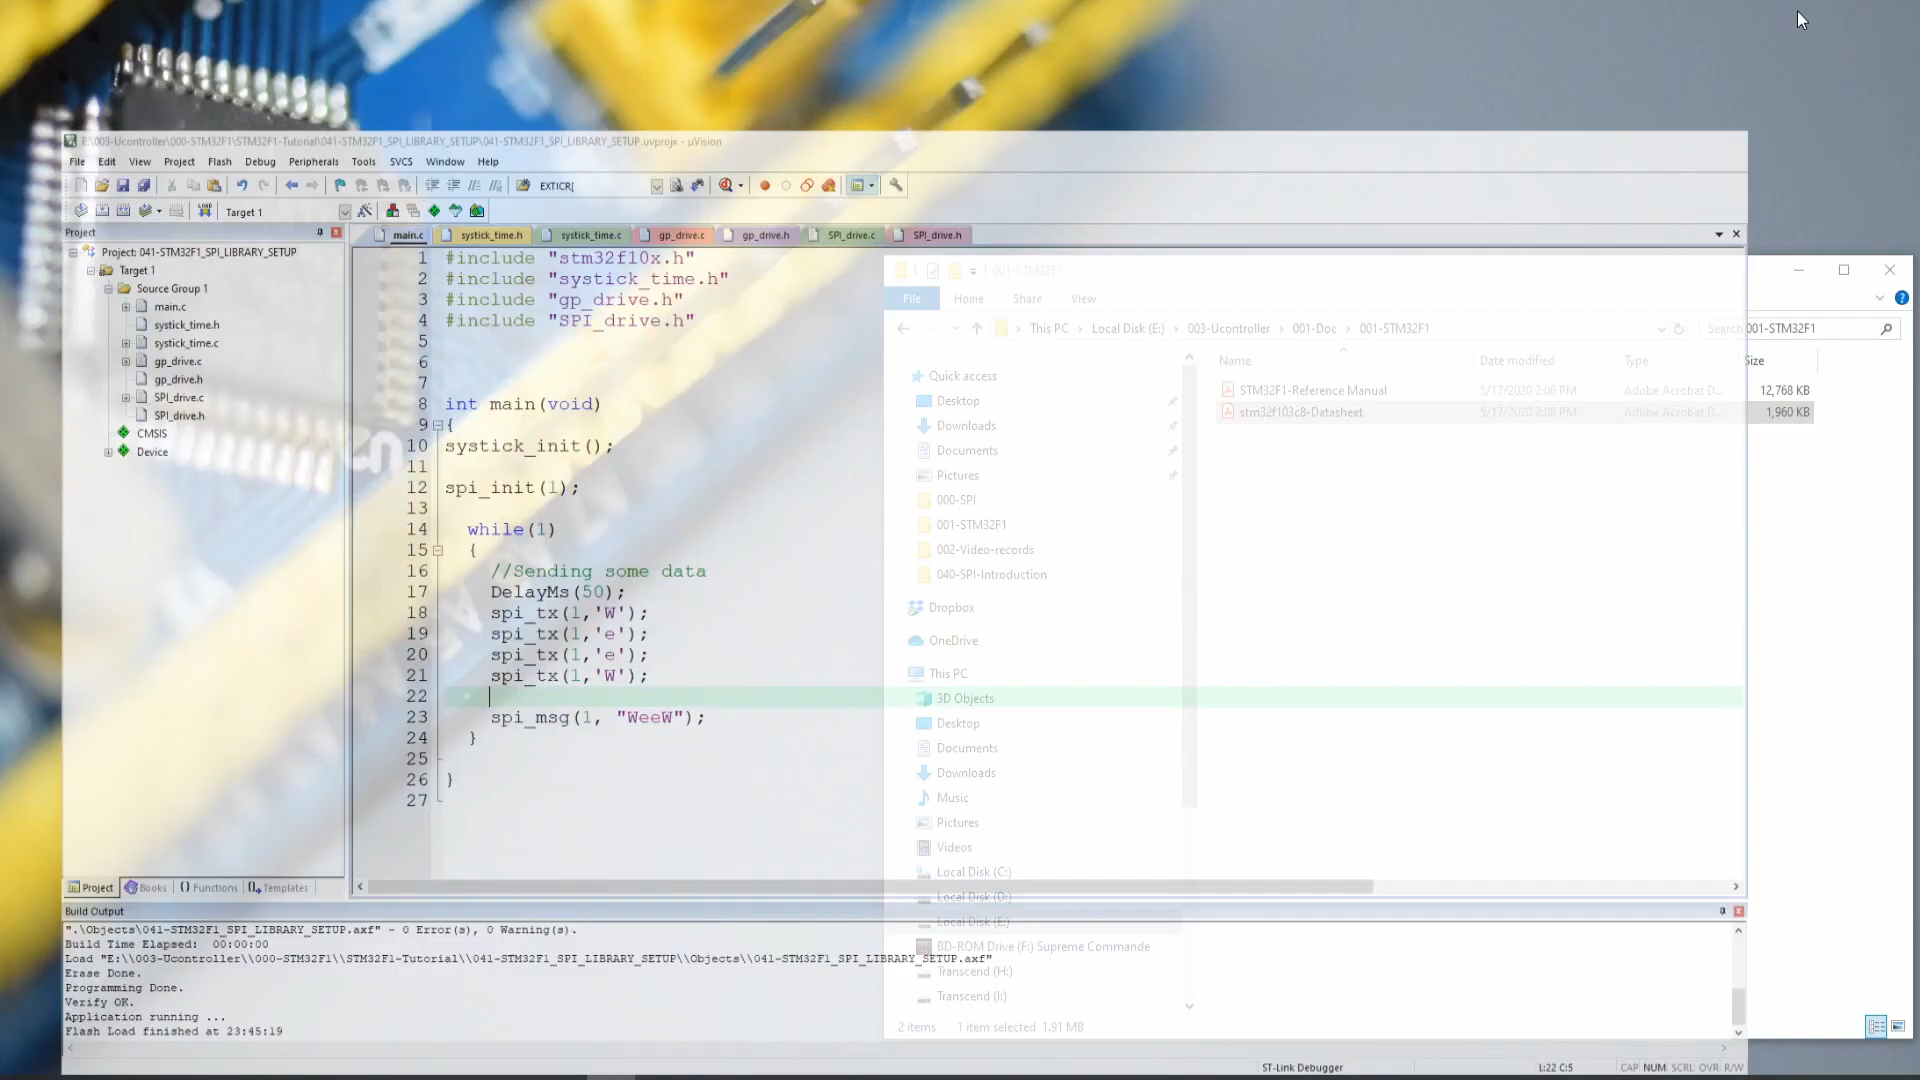 E:\003-Ucontroller\000-STM32F1\STM32F1-Tutorial\041-STM32F1_SPI_LIBRARY_SETUP\041-STM32F1_SPI_LIBRARY_SETUP.uvprojx - µVision
File Edit View Project Flash Debug Peripherals Tools SVCS Window Help
EXTICR[
LOAD Target 1
Project
Project: 041-STM32F1_SPI_LIBRARY_SETUP
Target 1
Source Group 1
main.c
systick_time.h
systick_time.c
gp_drive.c
gp_drive.h
SPI_drive.c
SPI_drive.h
CMSIS
Device
Project Books Functions Templates
main.c systick_time.h systick_time.c gp_drive.c gp_drive.h SPI_drive.c SPI_drive.h
1 #include "stm32f10x.h"
2 #include "systick_time.h"
3 #include "gp_drive.h"
4 #include "SPI_drive.h"
5
6
7
8 int main(void)
9 {
10 systick_init();
11
12 spi_init(1);
13
14 while(1)
15 {
16 //Sending some data
17 DelayMs(50);
18 spi_tx(1,'W');
19 spi_tx(1,'e');
20 spi_tx(1,'e');
21 spi_tx(1,'W');
22
23 spi_msg(1, "WeeW");
24 }
25
26 }
27
001-STM32F1
File Home Share View
This PC › Local Disk (E:) › 003-Ucontroller › 001-Doc › 001-STM32F1
Search 001-STM32F1
Quick access
Desktop
Downloads
Documents
Pictures
000-SPI
001-STM32F1
002-Video-records
040-SPI-Introduction
Dropbox
OneDrive
This PC
3D Objects
Desktop
Documents
Downloads
Music
Pictures
Videos
Local Disk (C:)
Local Disk (D:)
Local Disk (E:)
BD-ROM Drive (F:) Supreme Commande
Transcend (H:)
Transcend (I:)
Name Date modified Type Size
STM32F1-Reference Manual 5/17/2020 2:06 PM Adobe Acrobat D... 12,768 KB
stm32f103c8-Datasheet 5/17/2020 2:08 PM Adobe Acrobat D... 1,960 KB
2 items 1 item selected 1.91 MB
Build Output
".\Objects\041-STM32F1_SPI_LIBRARY_SETUP.axf" - 0 Error(s), 0 Warning(s).
Build Time Elapsed: 00:00:00
Load "E:\\003-Ucontroller\\000-STM32F1\\STM32F1-Tutorial\\041-STM32F1_SPI_LIBRARY_SETUP\\Objects\\041-STM32F1_SPI_LIBRARY_SETUP.axf"
Erase Done.
Programming Done.
Verify OK.
Application running ...
Flash Load finished at 23:45:19
ST-Link Debugger L:22 C:5 CAP NUM SCRL OVR R/W